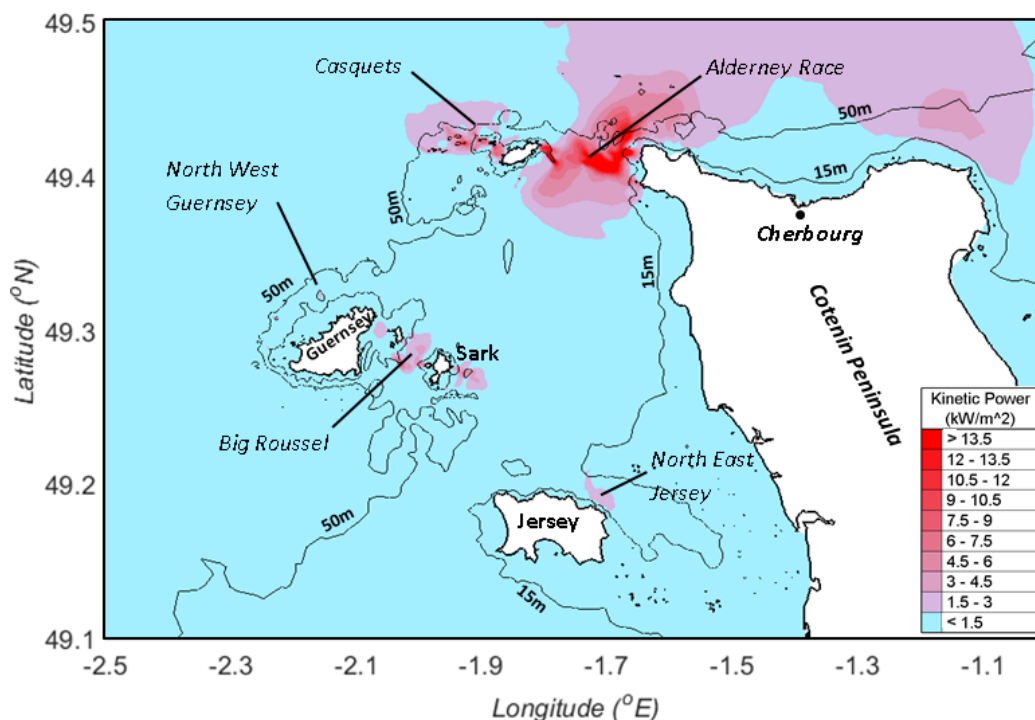 49.5
49.4
49.3
49.2
49.1
Latitude (°N)
Casquets
Alderney Race
50m
15m
North West
Guernsey
50m
Cherbourg
50m
15m
Guernsey
Sark
Cotenin Peninsula
Big Roussel
North East
Jersey
50m
Jersey
15m
Kinetic Power
(kW/m^2)
> 13.5
12 - 13.5
10.5 - 12
9 - 10.5
7.5 - 9
6 - 7.5
4.5 - 6
3 - 4.5
1.5 - 3
< 1.5
-2.5
-2.3
-2.1
-1.9
-1.7
-1.5
-1.3
-1.1
Longitude (°E)